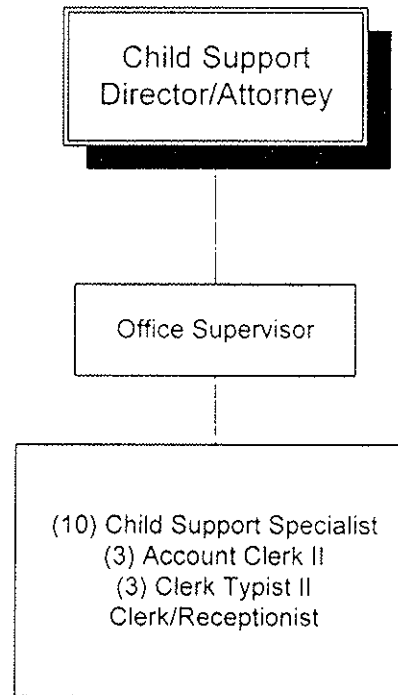 Child Support
Director/Attorney
Office Supervisor
(10) Child Support Specialist
(3) Account Clerk II
(3) Clerk Typist II
Clerk/Receptionist